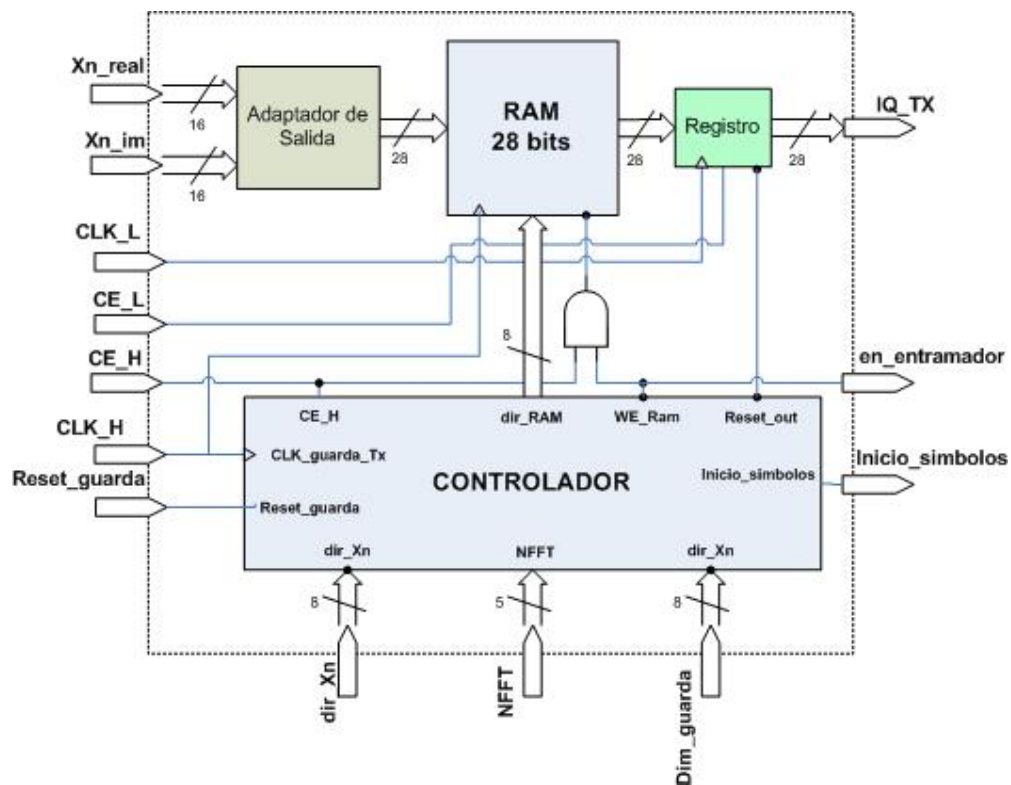 Xn_real
16
Xn_im
16
Adaptador de
Salida
28
RAM
28 bits
28
Registro
28
IQ_TX
CLK_L
CE_L
CE_H
CLK_H
Reset_guarda
8
en_entramador
Inicio_simbolos
CE_H
dir_RAM
WE_Ram
Reset_out
CLK_guarda_Tx
CONTROLADOR
Inicio_simbolos
Reset_guarda
dir_Xn
NFFT
dir_Xn
8
5
8
dir_Xn
NFFT
Dim_guarda